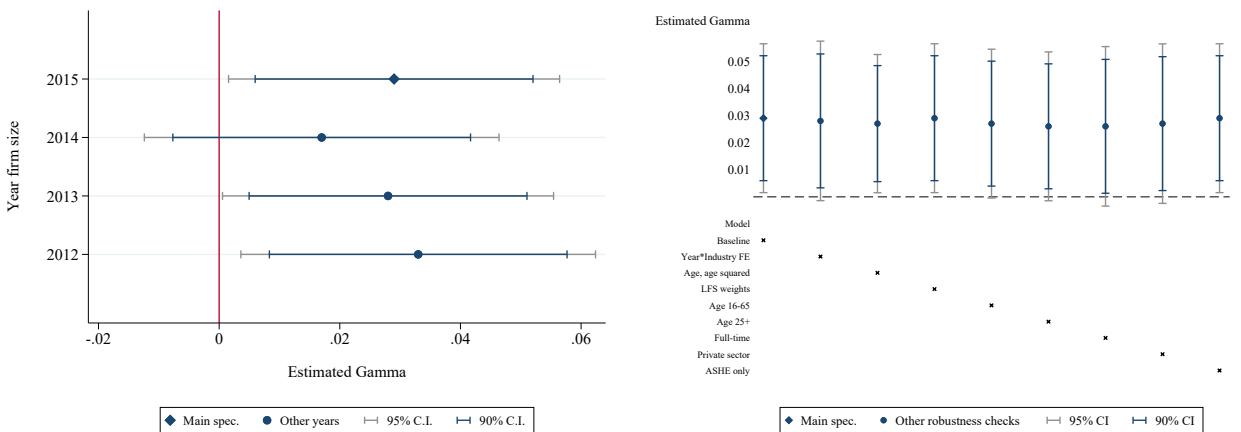 Year firm size
2015
2014
2013
2012
-.02 0 .02 .04 .06
Estimated Gamma
Main spec. Other years 95% C.I. 90% C.I.
Estimated Gamma
0.05
0.04
0.03
0.02
0.01
Model
Baseline
Year*Industry FE
Age, age squared
LFS weights
Age 16-65
Age 25+
Full-time
Private sector
ASHE only
Main spec. Other robustness checks 95% CI 90% CI